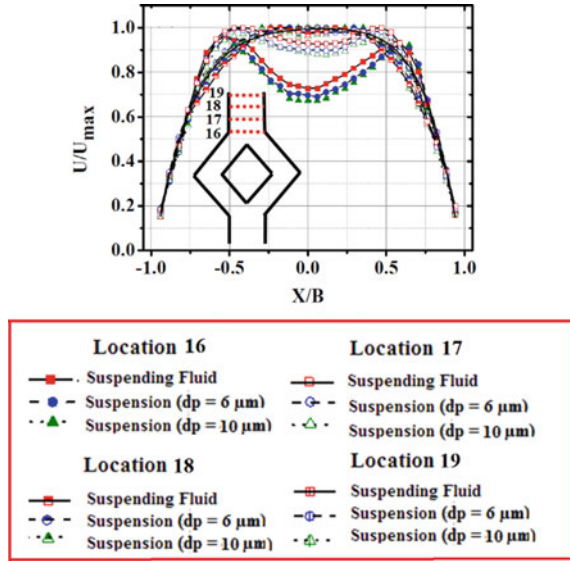 1.0
0.8
0.6
0.4
0.2
0.0
U/Umax
19
18
17
16
-1.0 -0.5 0.0 0.5 1.0
X/B
Location 16
Suspending Fluid
Suspension (dp = 6 μm)
Suspension (dp = 10 μm)
Location 17
Suspending Fluid
Suspension (dp = 6 μm)
Suspension (dp = 10 μm)
Location 18
Suspending Fluid
Suspension (dp = 6 μm)
Suspension (dp = 10 μm)
Location 19
Suspending Fluid
Suspension (dp = 6 μm)
Suspension (dp = 10 μm)